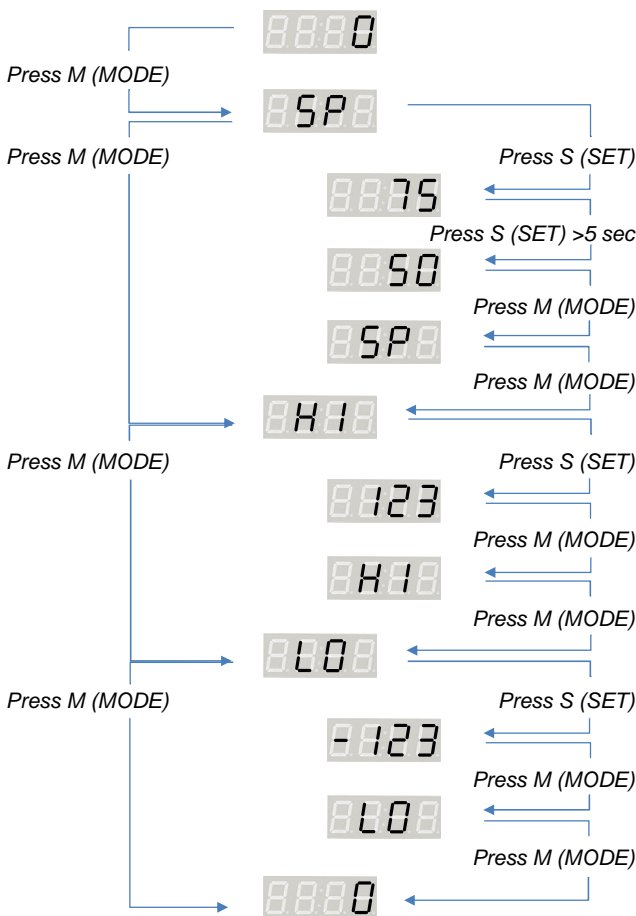 0
Press M (MODE)
SP
Press M (MODE)
Press S (SET)
75
Press S (SET) >5 sec
50
Press M (MODE)
SP
Press M (MODE)
HI
Press M (MODE)
Press S (SET)
123
Press M (MODE)
HI
Press M (MODE)
LO
Press M (MODE)
Press S (SET)
-123
Press M (MODE)
LO
Press M (MODE)
0